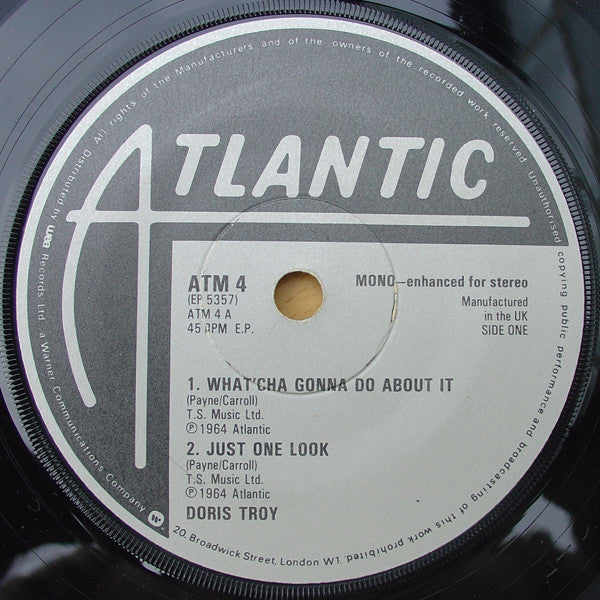 ATLANTIC
ATM 4
(EP 5357)
ATM 4 A
45 RPM E.P.
MONO–enhanced for stereo
Manufactured
in the UK
SIDE ONE
1. WHAT'CHA GONNA DO ABOUT IT
(Payne/Carroll)
T.S. Music Ltd.
℗1964 Atlantic
2. JUST ONE LOOK
(Payne/Carroll)
T.S. Music Ltd.
℗1964 Atlantic
DORIS TROY
Distributed by wea Records Ltd. a Warner Communications Company W
All rights of the Manufacturers and of the owners of the recorded work reserved. Unauthorised copying public performance and broadcasting of this work prohibited
20, Broadwick Street, London W1.